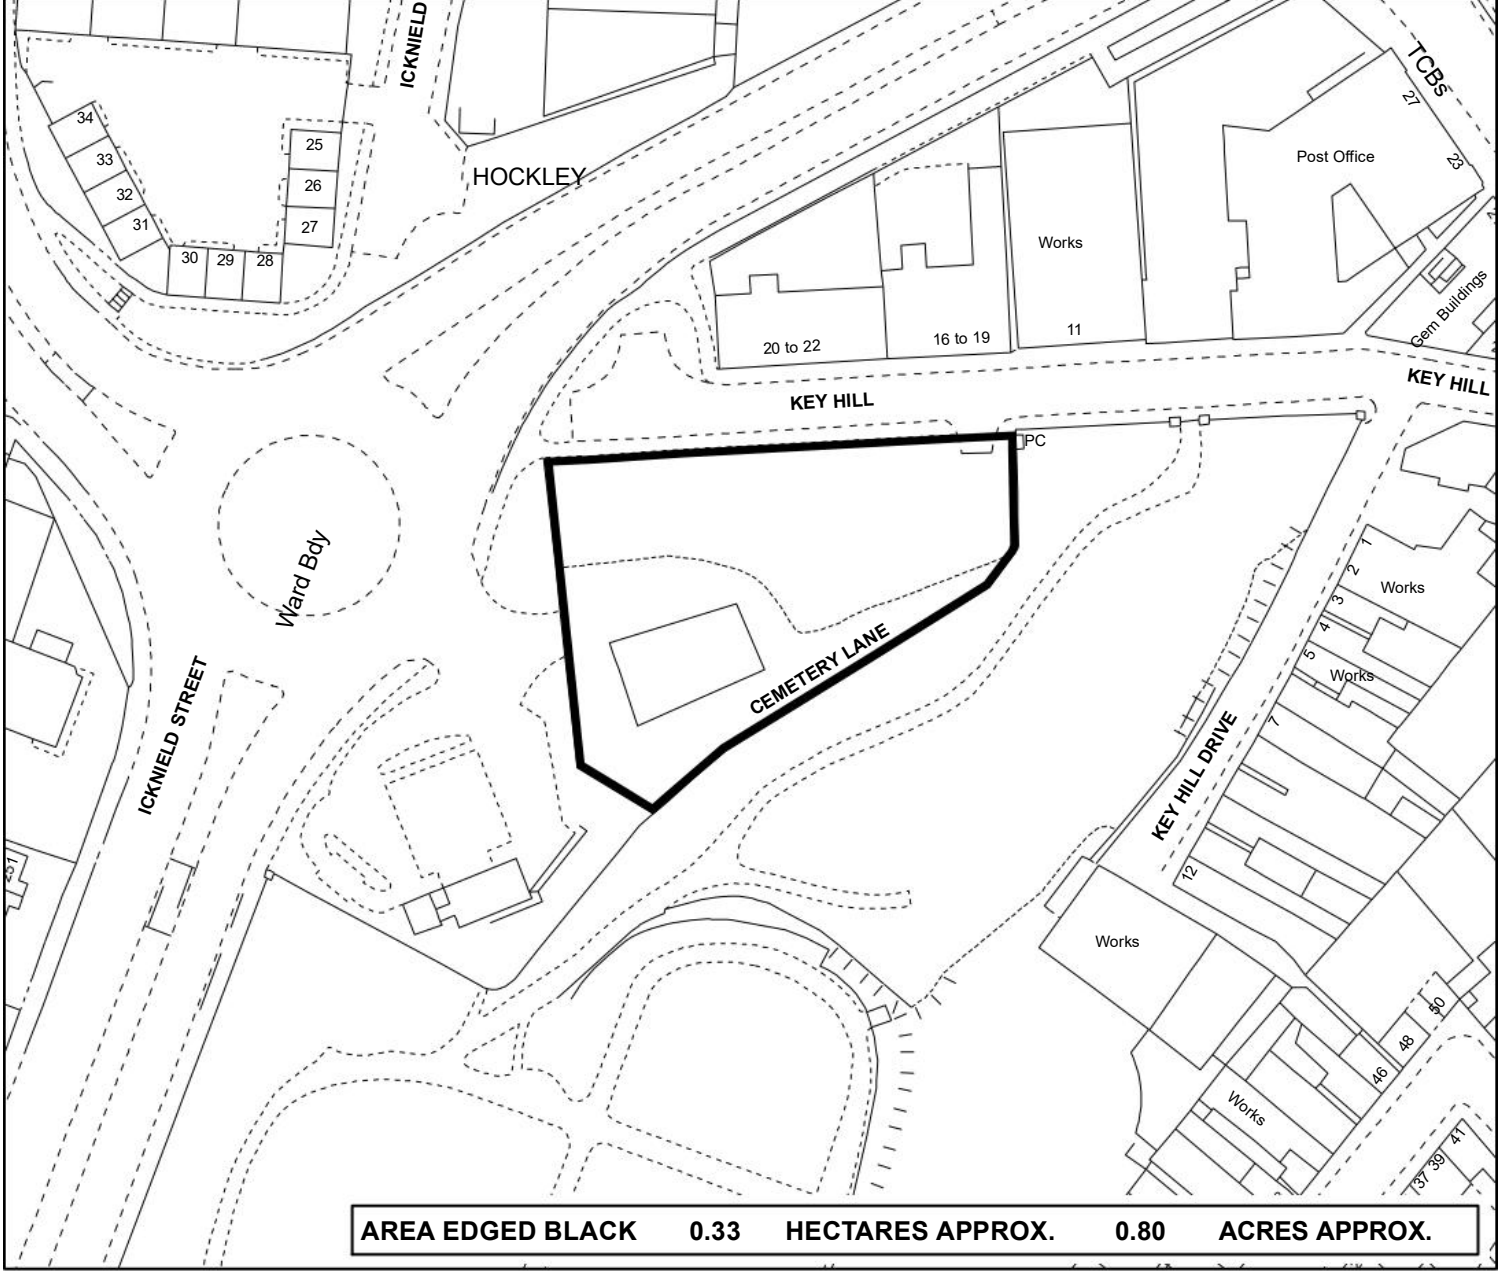 ICKNIELD
TCBs
27
23
34
33
32
31
30
29
28
25
26
27
HOCKLEY
Post Office
Works
Gem Buildings
20 to 22
16 to 19
11
KEY HILL
KEY HILL
PC
Ward Bdy
1
2
3
4
5
7
12
Works
Works
CEMETERY LANE
ICKNIELD STREET
KEY HILL DRIVE
251
Works
50
48
46
Works
41
39
37
AREA EDGED BLACK 0.33 HECTARES APPROX. 0.80 ACRES APPROX.